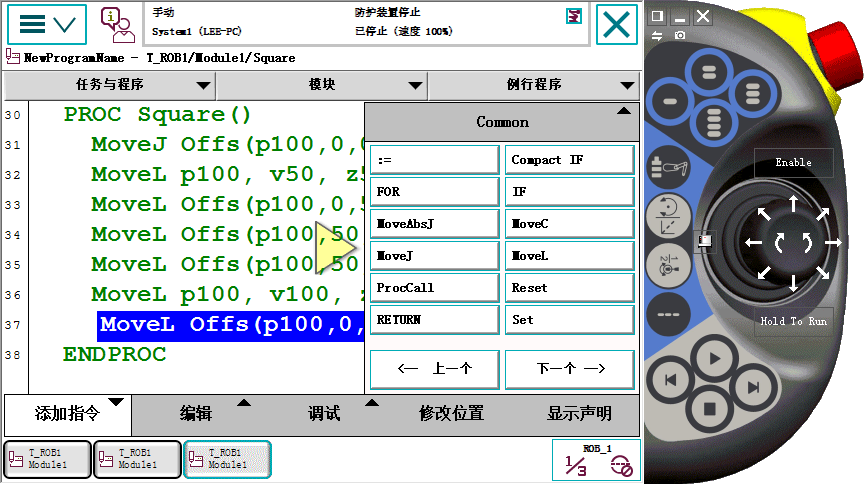 手动
防护装置停止
System1 (LEE-PC)
已停止 (速度 100%)
NewProgramName - T_ROB1/Module1/Square
任务与程序
模块
例行程序
30 PROC Square()
31 MoveJ Offs(p100,0,0
32 MoveL p100, v50, z5
33 MoveL Offs(p100,0,5
34 MoveL Offs(p100,50
35 MoveL Offs(p100,50
36 MoveL p100, v100, z
37 MoveL Offs(p100,0,
38 ENDPROC
Common
:=
Compact IF
FOR
IF
MoveAbsJ
MoveC
MoveJ
MoveL
ProcCall
Reset
RETURN
Set
<— 上一个
下一个 —>
添加指令
编辑
调试
修改位置
显示声明
T_ROB1
Module1
T_ROB1
Module1
T_ROB1
Module1
ROB_1
1/3
Enable
Hold To Run